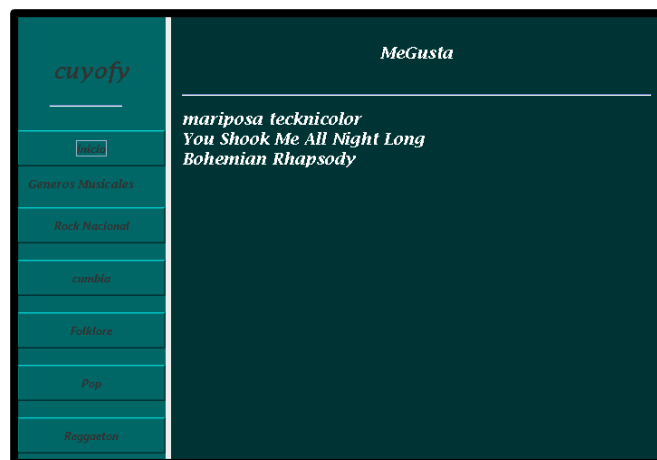 cuyofy
Inicio
Generos Musicales
Rock Nacional
cumbia
Folklore
Pop
Reggaeton
MeGusta
mariposa tecknicolor
You Shook Me All Night Long
Bohemian Rhapsody